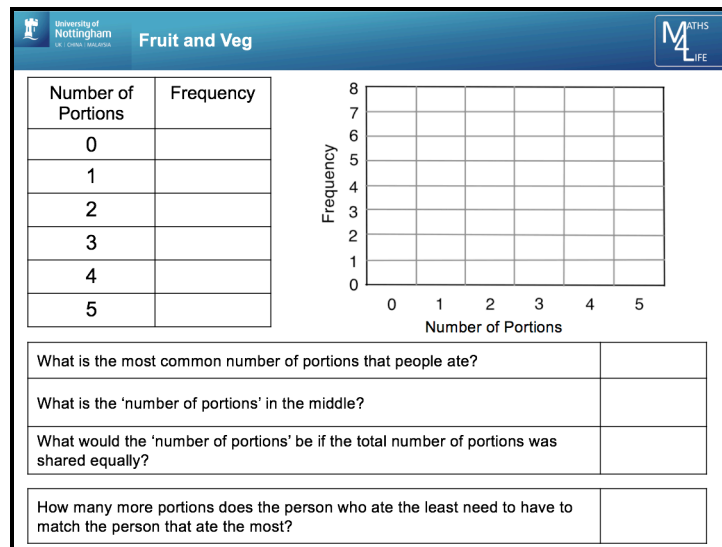 University of
Nottingham
UK | CHINA | MALAYSIA
Fruit and Veg
MATHS
4
LIFE
Number of
Portions
Frequency
0
1
2
3
4
5
Frequency
8
7
6
5
4
3
2
1
0
0 1 2 3 4 5
Number of Portions
What is the most common number of portions that people ate?
What is the ‘number of portions’ in the middle?
What would the ‘number of portions’ be if the total number of portions was
shared equally?
How many more portions does the person who ate the least need to have to
match the person that ate the most?